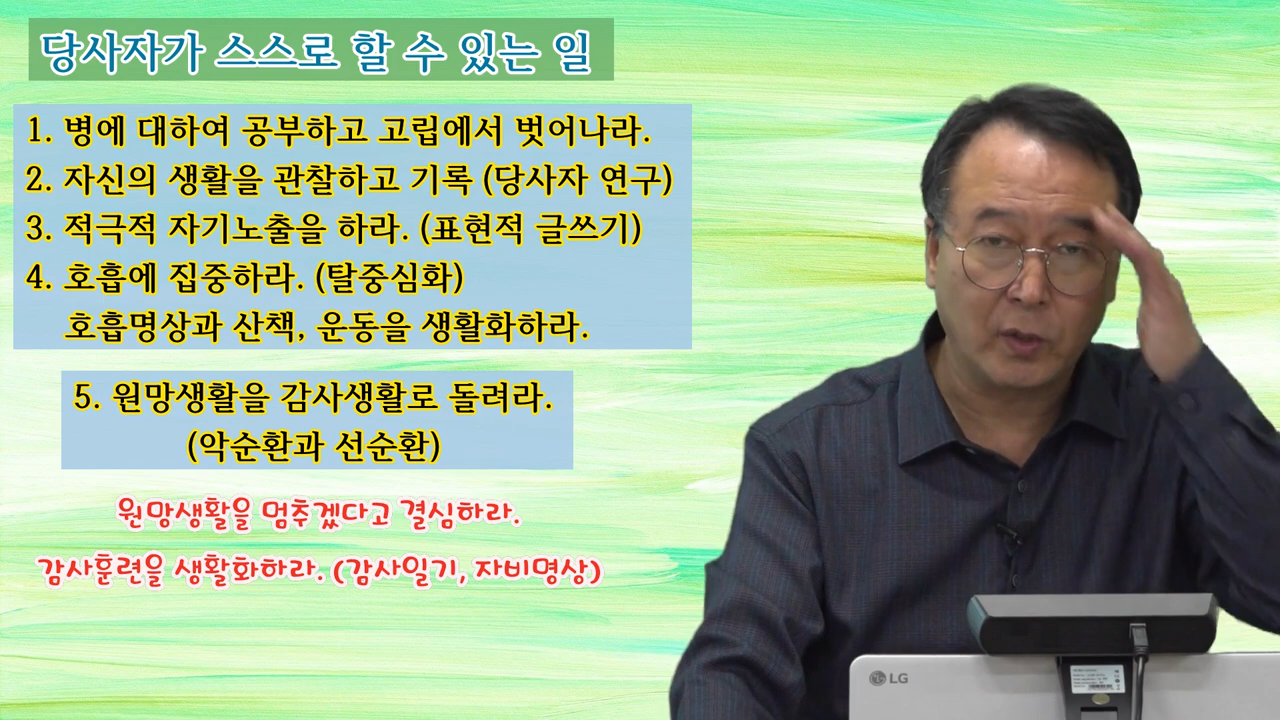 당사자가 스스로 할 수 있는 일
1. 병에 대하여 공부하고 고립에서 벗어나라.
2. 자신의 생활을 관찰하고 기록 (당사자 연구)
3. 적극적 자기노출을 하라. (표현적 글쓰기)
4. 호흡에 집중하라. (탈중심화)
호흡명상과 산책, 운동을 생활화하라.
5. 원망생활을 감사생활로 돌려라.
(악순환과 선순환)
원망생활을 멈추겠다고 결심하라.
감사훈련을 생활화하라. (감사일기, 자비명상)
LG